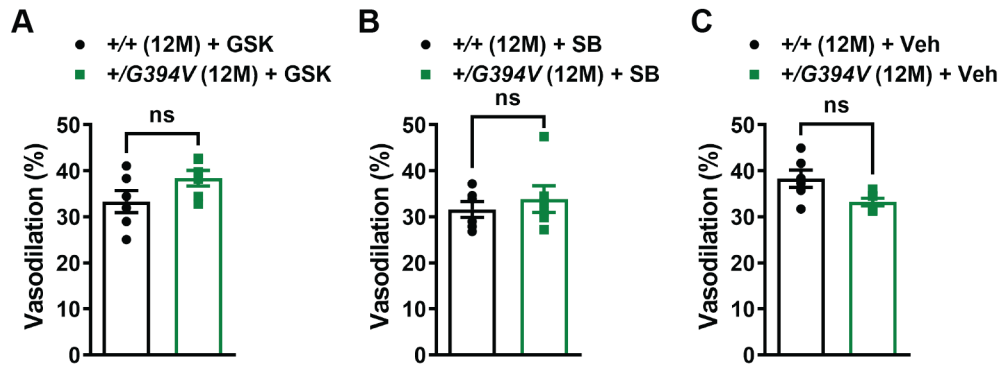 A
+/+ (12M) + GSK
+/G394V (12M) + GSK
ns
Vasodilation (%)
50
40
30
20
10
0
B
+/+ (12M) + SB
+/G394V (12M) + SB
ns
Vasodilation (%)
50
40
30
20
10
0
C
+/+ (12M) + Veh
+/G394V (12M) + Veh
ns
Vasodilation (%)
50
40
30
20
10
0